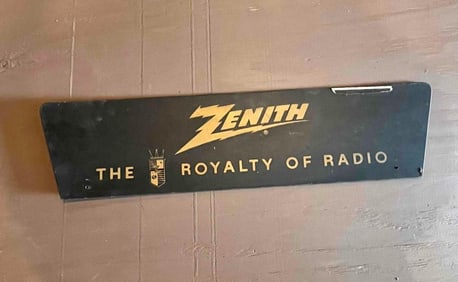 ZENITH
THE ROYALTY OF RADIO